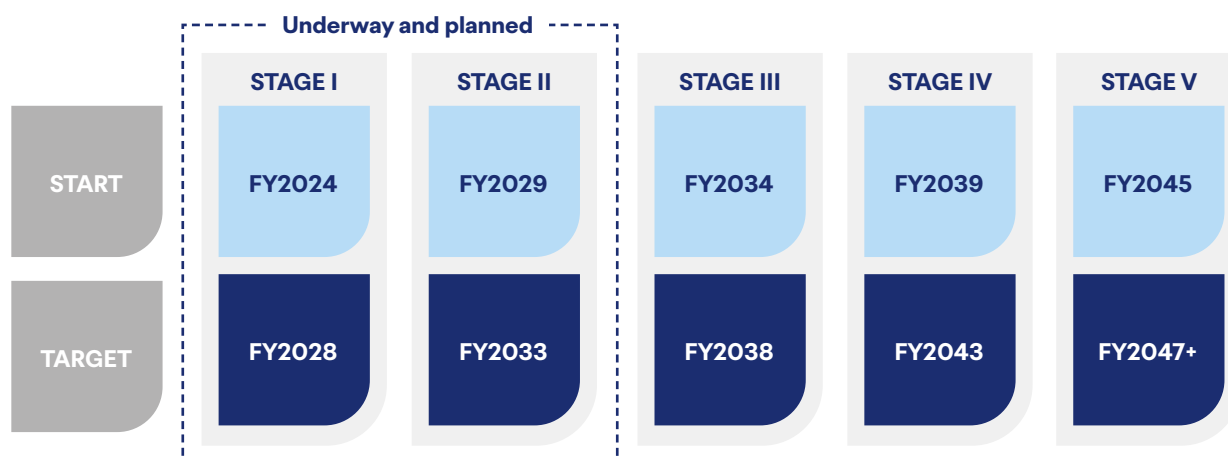 Underway and planned
STAGE I
STAGE II
STAGE III
STAGE IV
STAGE V
START
FY2024
FY2029
FY2034
FY2039
FY2045
TARGET
FY2028
FY2033
FY2038
FY2043
FY2047+